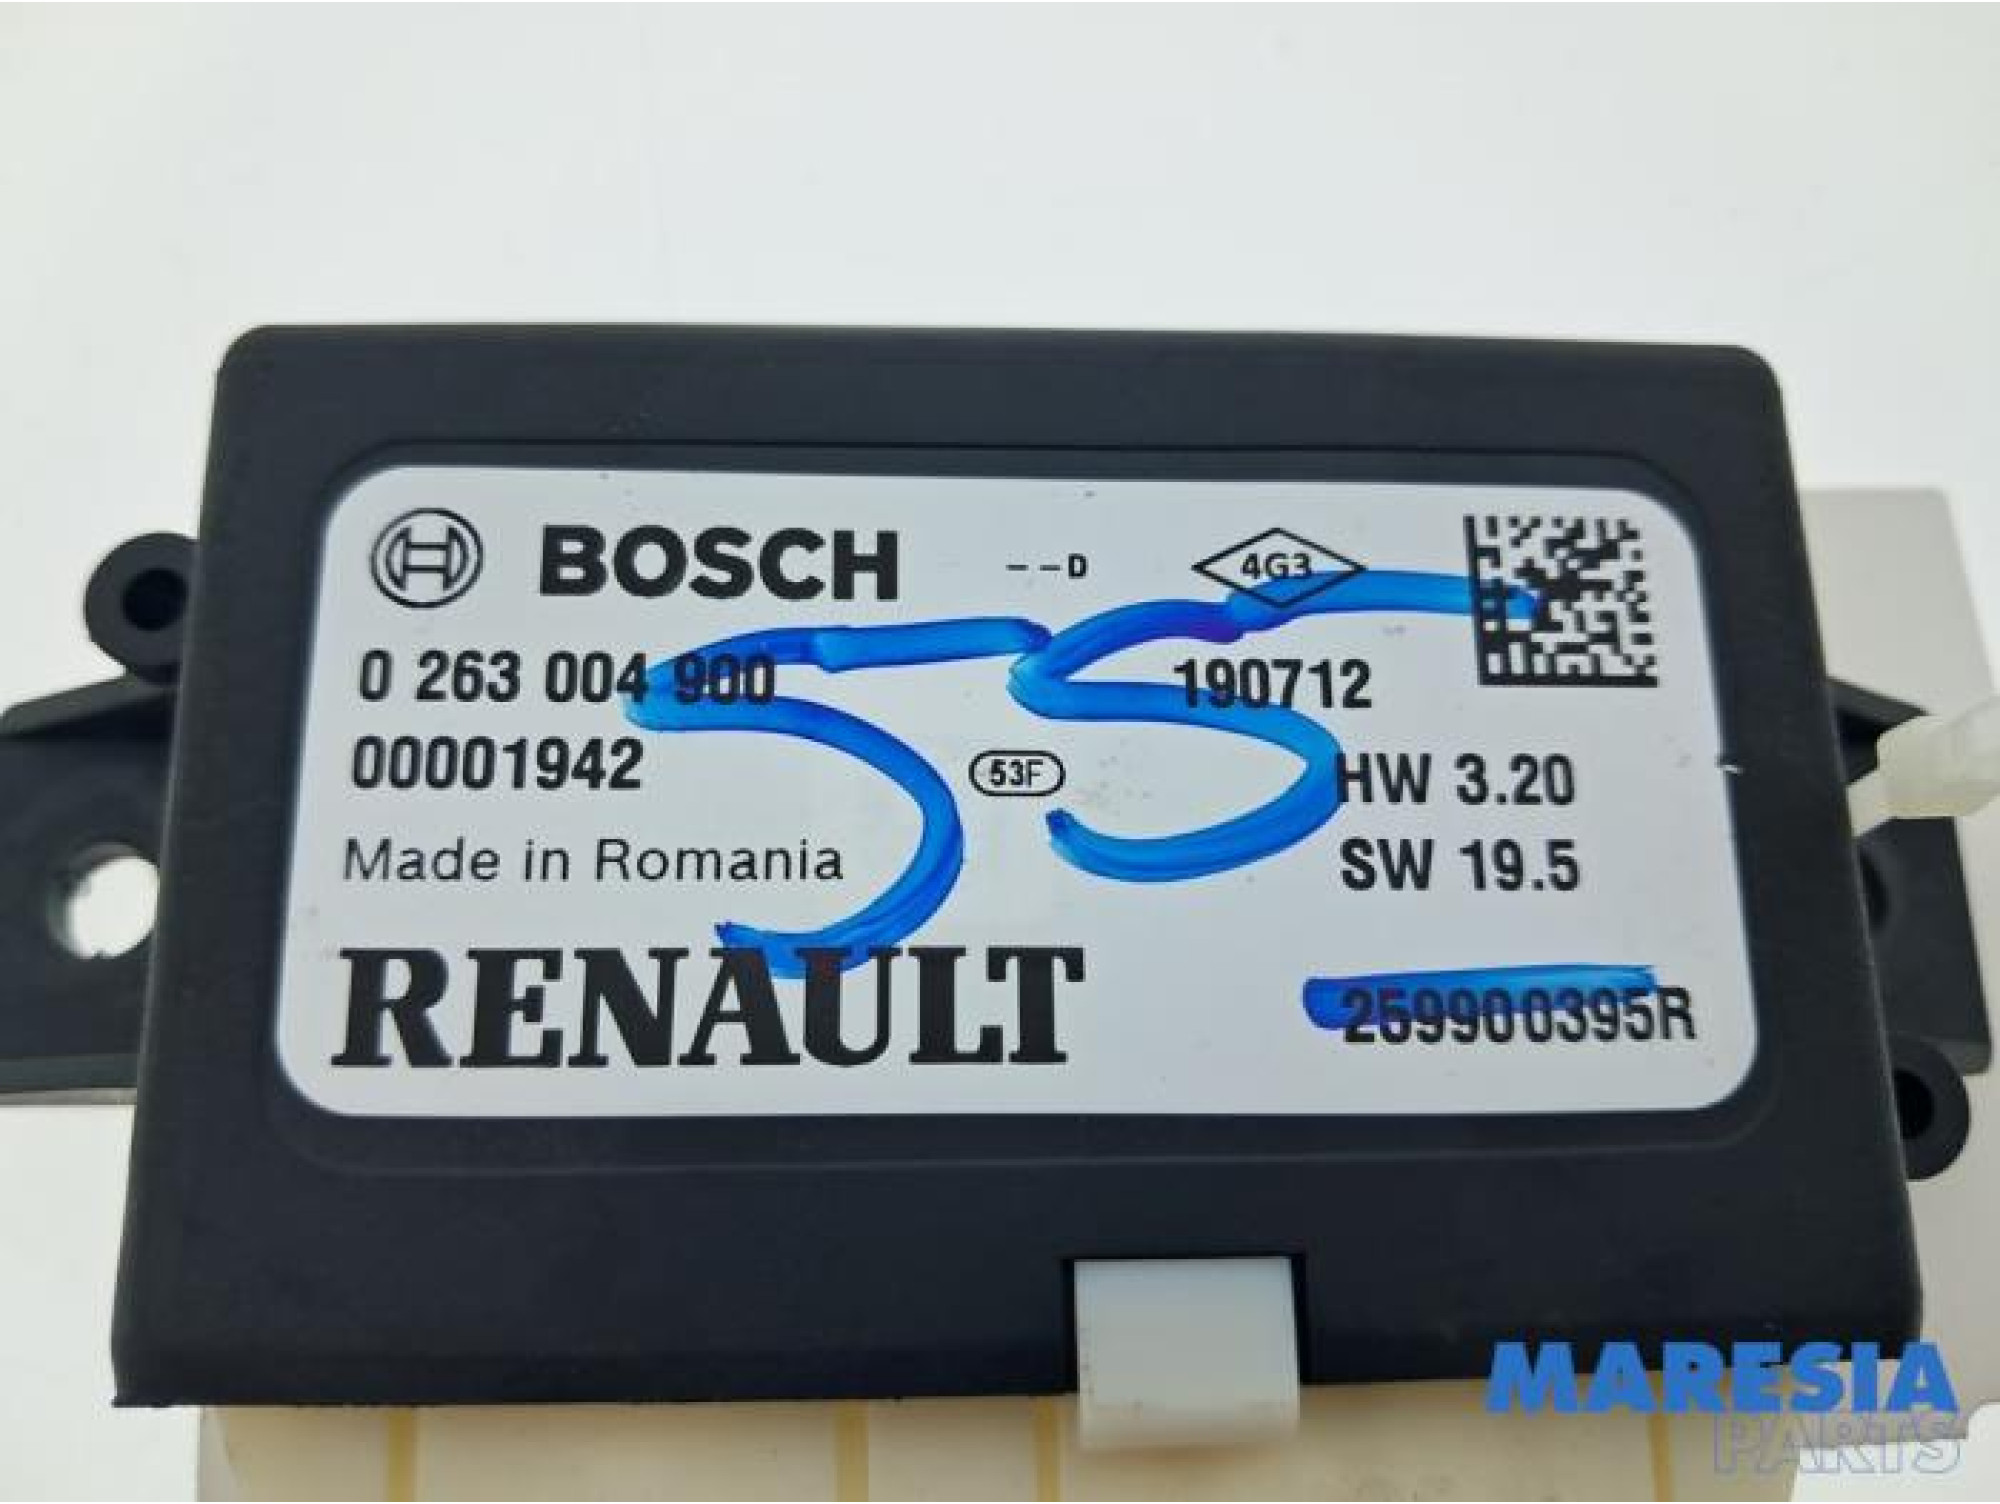 BOSCH --D 4G3
0 263 004 900 190712
00001942 53F HW 3.20
Made in Romania SW 19.5
RENAULT 259900395R
55
MARESIA
PARTS